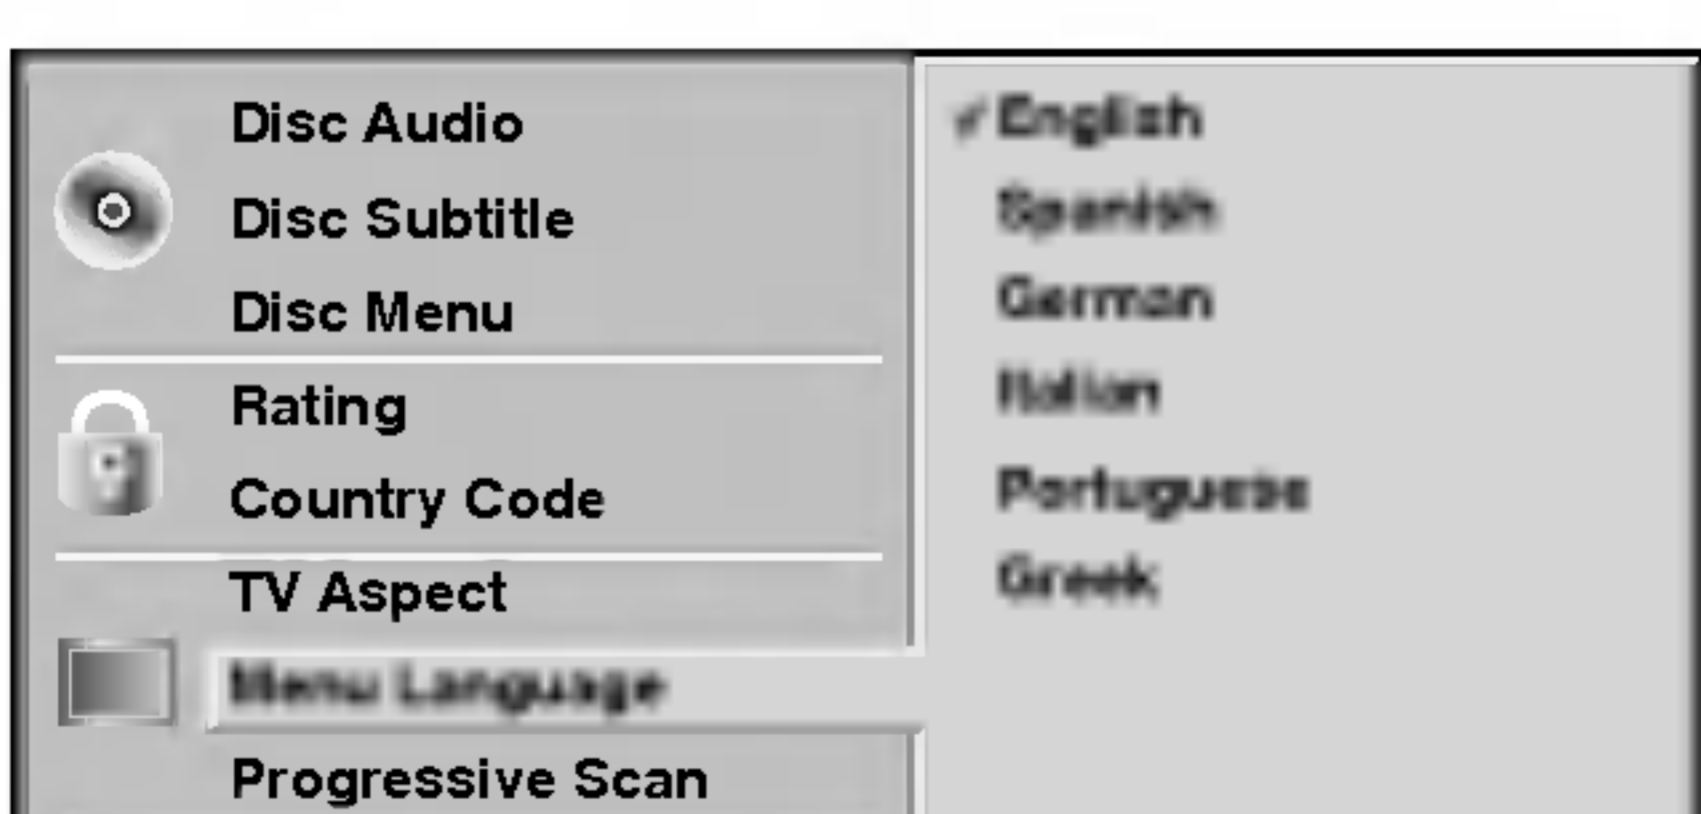 Disc Audio
Disc Subtitle
Disc Menu
Rating
Country Code
TV Aspect
Menu Language
Progressive Scan
✓ English
Spanish
German
Italian
Portuguese
Greek